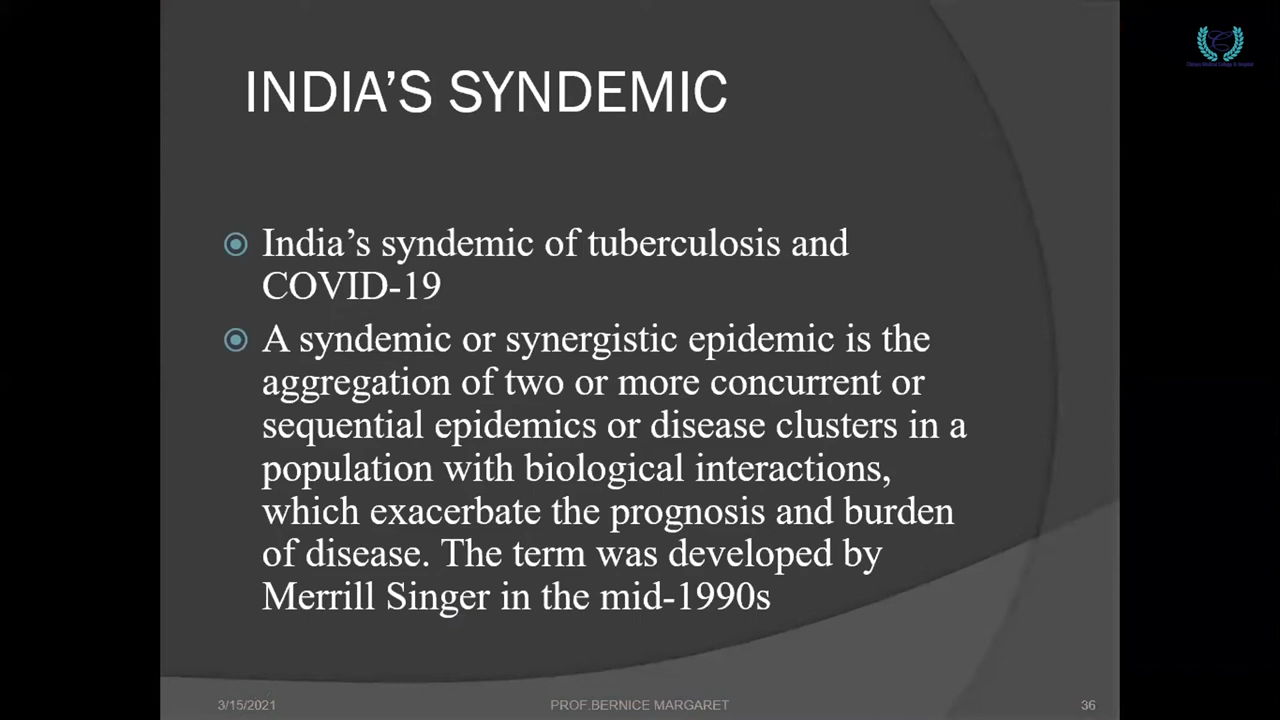 INDIA’S SYNDEMIC
India’s syndemic of tuberculosis and
COVID-19
A syndemic or synergistic epidemic is the
aggregation of two or more concurrent or
sequential epidemics or disease clusters in a
population with biological interactions,
which exacerbate the prognosis and burden
of disease. The term was developed by
Merrill Singer in the mid-1990s
3/15/2021
PROF.BERNICE MARGARET
36